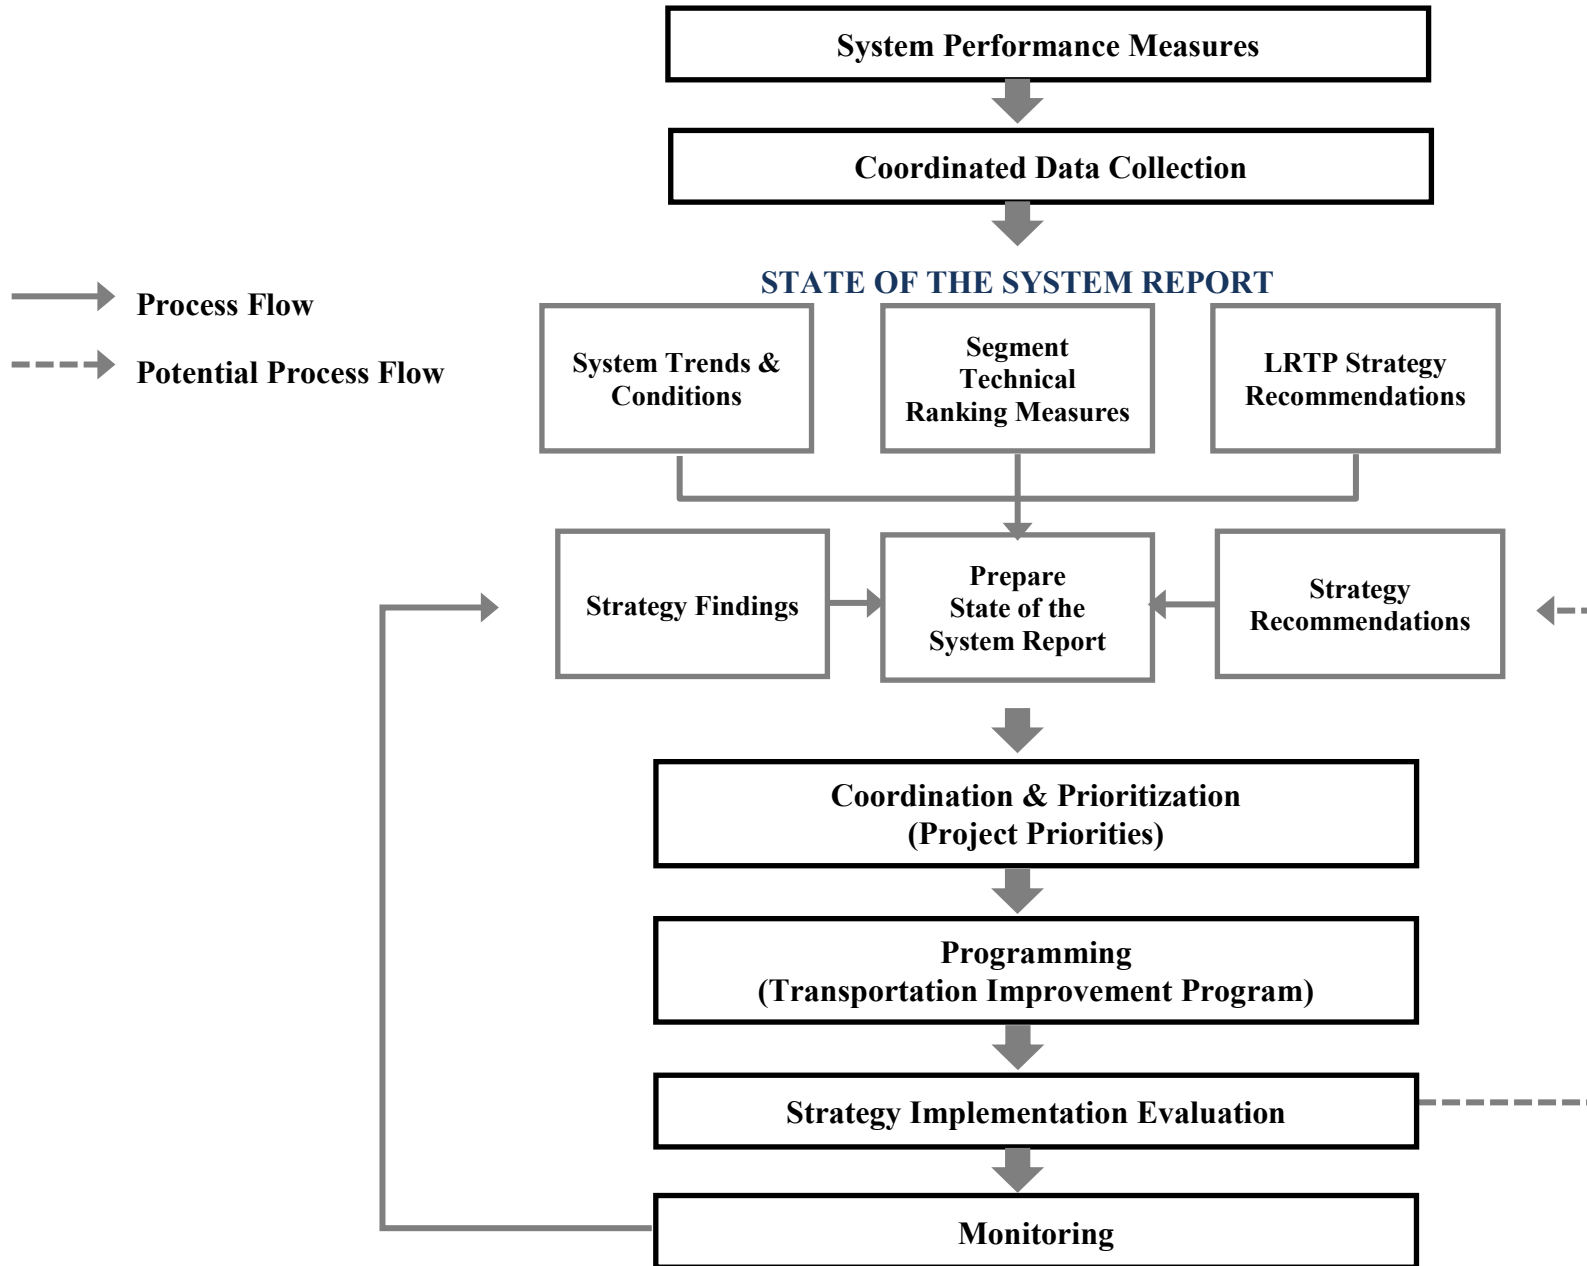 System Performance Measures
Coordinated Data Collection
STATE OF THE SYSTEM REPORT
Process Flow
Potential Process Flow
System Trends &
Conditions
Segment
Technical
Ranking Measures
LRTP Strategy
Recommendations
Strategy Findings
Prepare
State of the
System Report
Strategy
Recommendations
Coordination & Prioritization
(Project Priorities)
Programming
(Transportation Improvement Program)
Strategy Implementation Evaluation
Monitoring